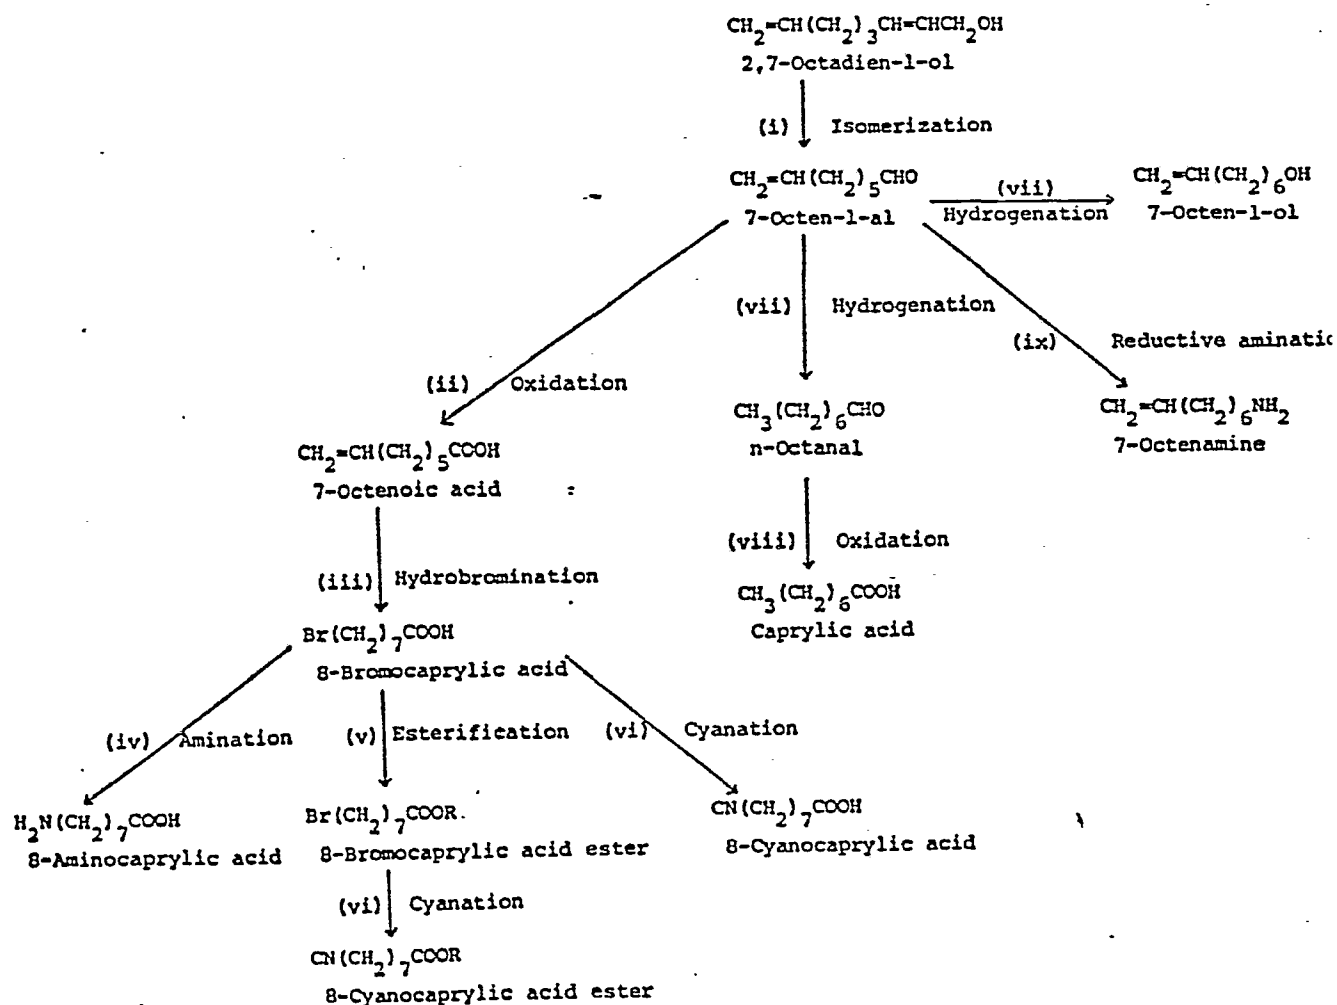 CH2=CH(CH2)3CH=CHCH2OH
2,7-Octadien-1-ol
(i) Isomerization
CH2=CH(CH2)5CHO
7-Octen-1-al
(vii)
Hydrogenation
CH2=CH(CH2)6OH
7-Octen-1-ol
(vii) Hydrogenation
(ix) Reductive aminatic
(ii) Oxidation
CH3(CH2)6CHO
n-Octanal
CH2=CH(CH2)6NH2
7-Octenamine
CH2=CH(CH2)5COOH
7-Octenoic acid
(viii) Oxidation
(iii) Hydrobromination
CH3(CH2)6COOH
Caprylic acid
Br(CH2)7COOH
8-Bromocaprylic acid
(iv) Amination
(v) Esterification
(vi) Cyanation
H2N(CH2)7COOH
8-Aminocaprylic acid
Br(CH2)7COOR.
8-Bromocaprylic acid ester
CN(CH2)7COOH
8-Cyanocaprylic acid
(vi) Cyanation
CN(CH2)7COOR
8-Cyanocaprylic acid ester